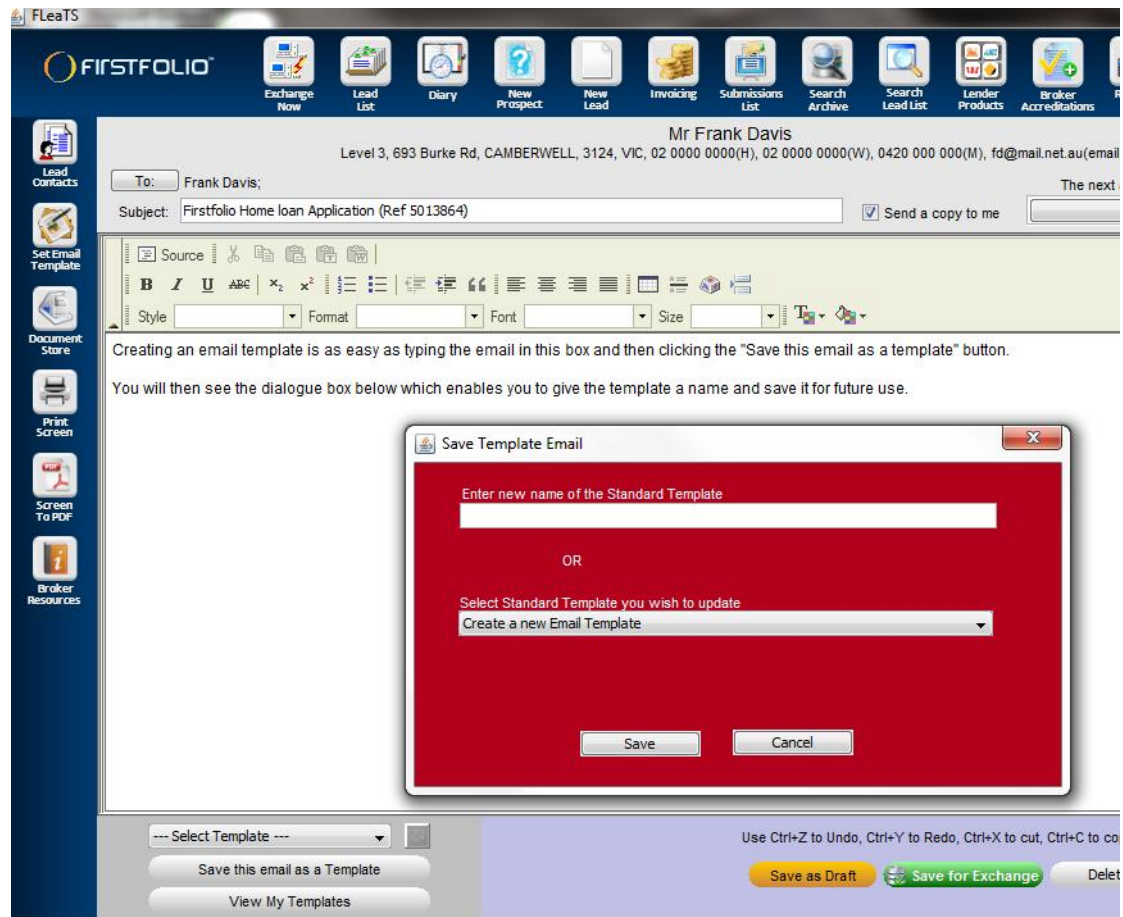 FLeaTS
FIRSTFOLIO
Exchange Now
Lead List
Diary
New Prospect
New Lead
Invoicing
Submissions List
Search Archive
Search Lead List
Lender Products
Broker Accreditations
Mr Frank Davis
Level 3, 693 Burke Rd, CAMBERWELL, 3124, VIC, 02 0000 0000(H), 02 0000 0000(W), 0420 000 000(M), fd@mail.net.au(email
To: Frank Davis;
The next
Subject: Firstfolio Home loan Application (Ref 5013864)
Send a copy to me
Lead Contacts
Set Email Template
Document Store
Print Screen
Screen To PDF
Broker Resources
Source
B I U ABC x₂ x²
Style Format Font Size
Creating an email template is as easy as typing the email in this box and then clicking the "Save this email as a template" button.
You will then see the dialogue box below which enables you to give the template a name and save it for future use.
Save Template Email
Enter new name of the Standard Template
OR
Select Standard Template you wish to update
Create a new Email Template
Save Cancel
--- Select Template ---
Save this email as a Template
View My Templates
Use Ctrl+Z to Undo, Ctrl+Y to Redo, Ctrl+X to cut, Ctrl+C to co
Save as Draft
Save for Exchange
Delet